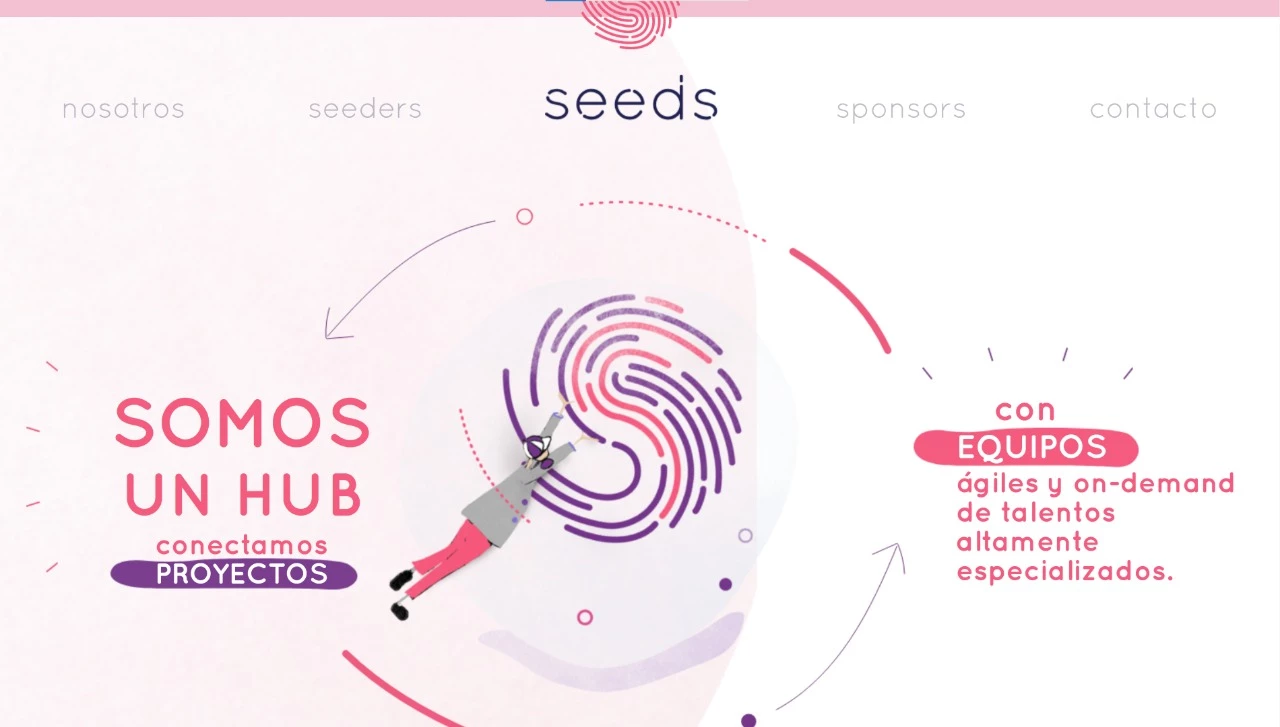 nosotros
seeders
seeds
sponsors
contacto
SOMOS
UN HUB
conectamos
PROYECTOS
con
EQUIPOS
ágiles y on-demand
de talentos
altamente
especializados.